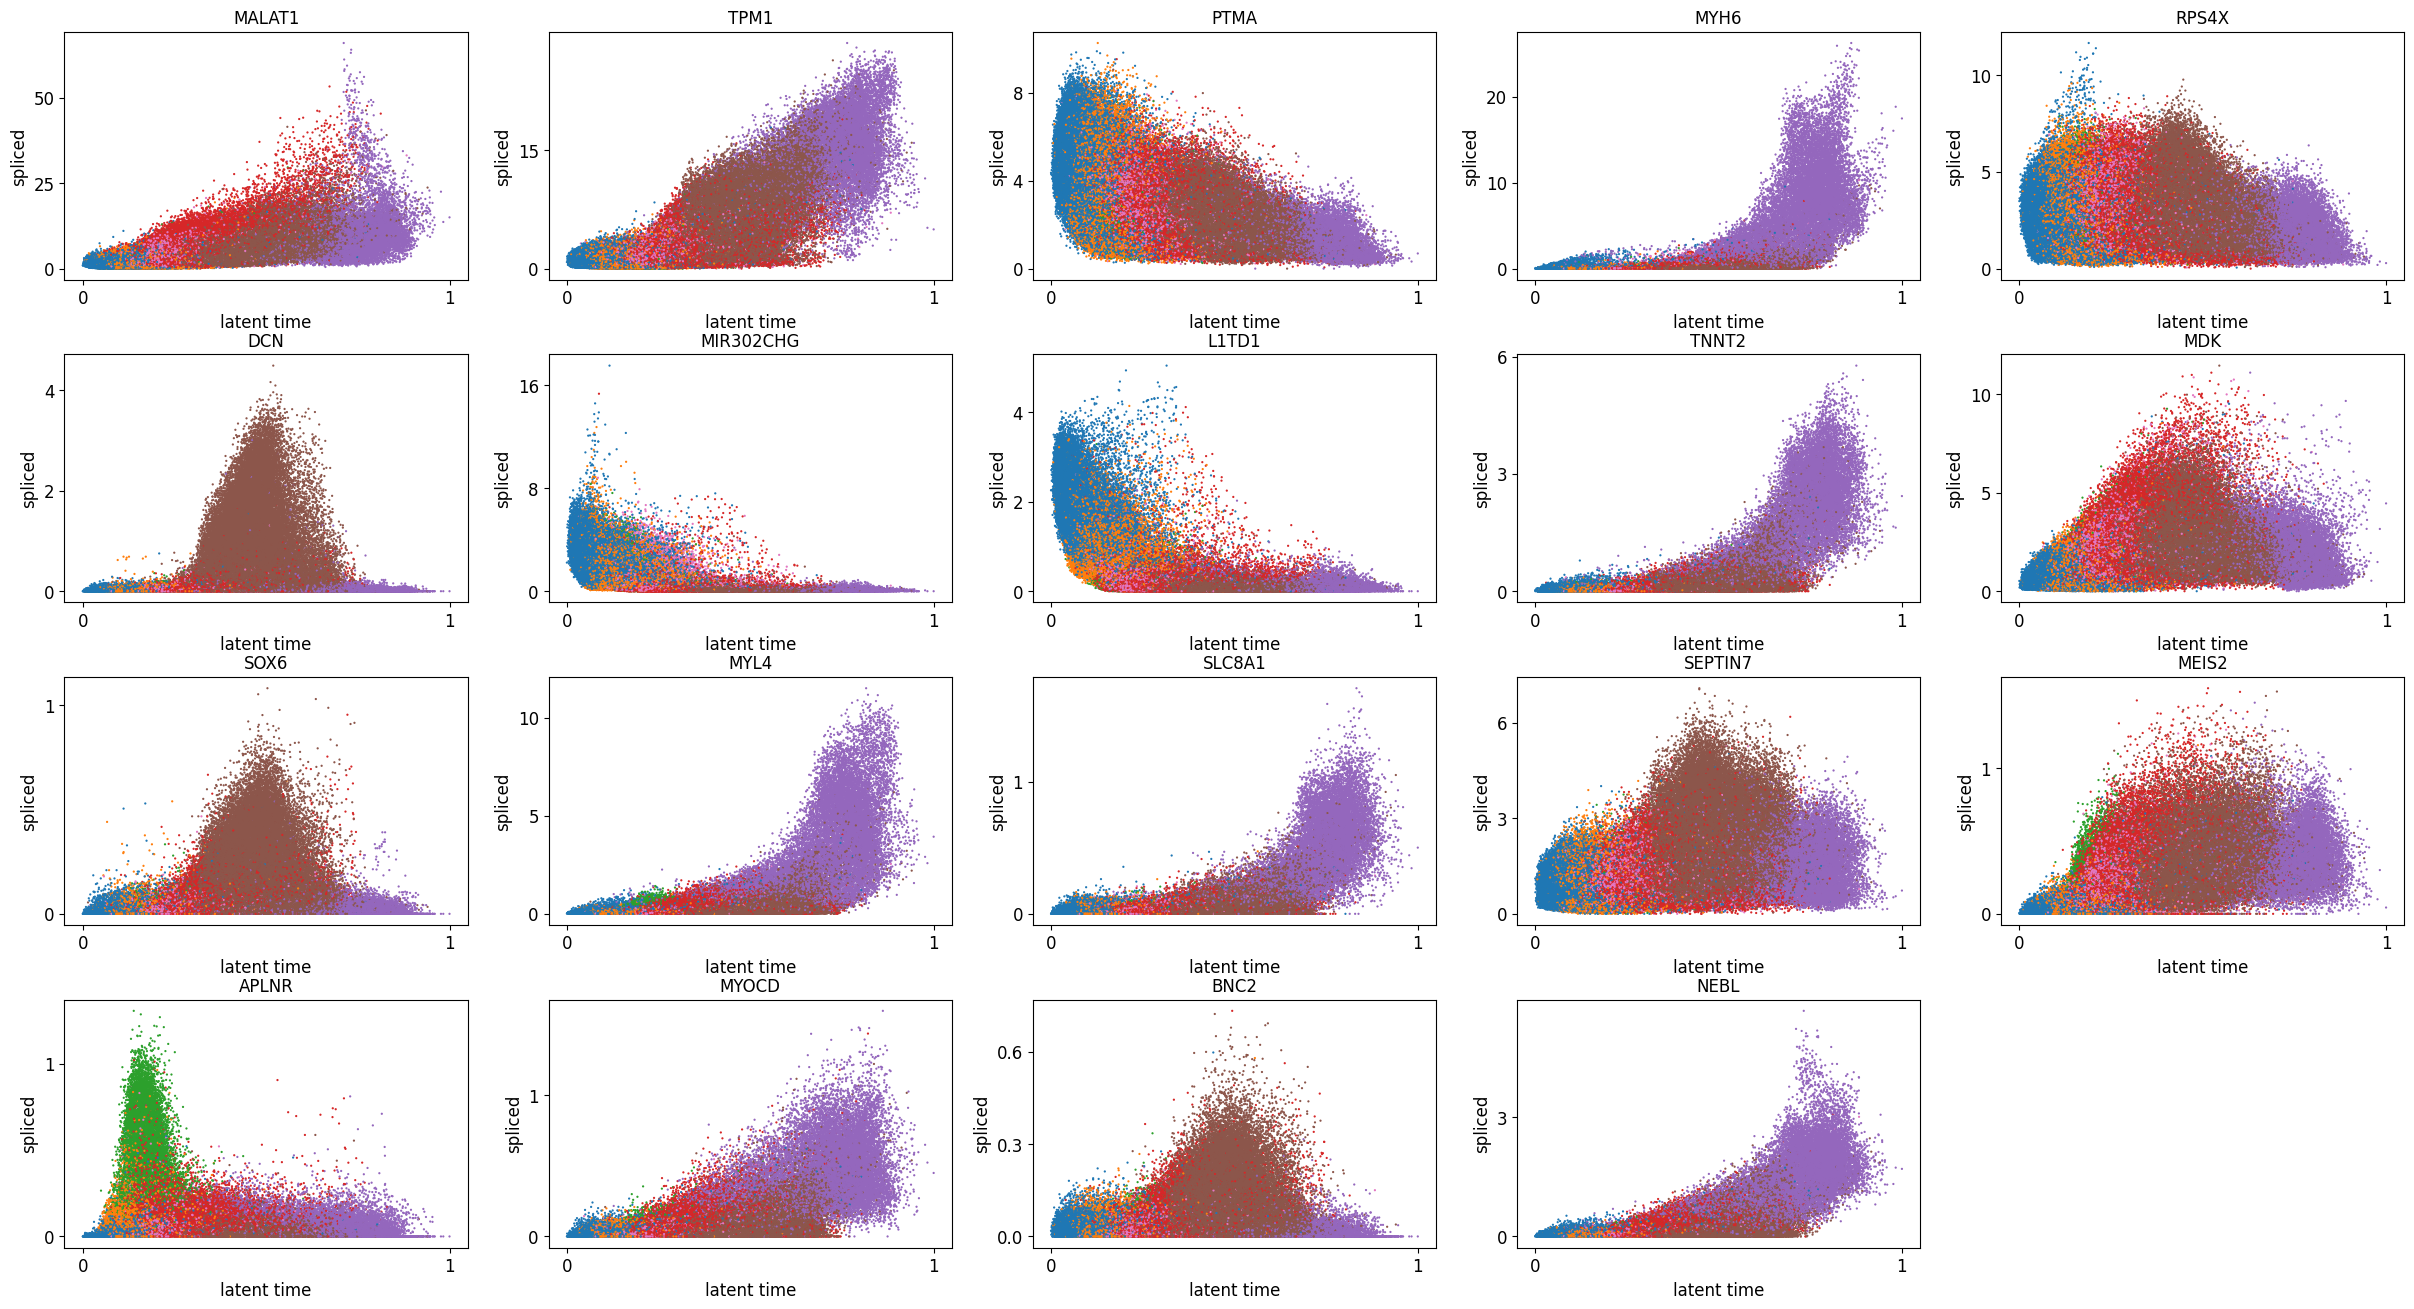 MALAT1
spliced
50
25
0
0
1
latent time
TPM1
spliced
15
0
0
1
latent time
PTMA
spliced
8
4
0
0
1
latent time
MYH6
spliced
20
10
0
0
1
latent time
RPS4X
spliced
10
5
0
0
1
latent time
DCN
spliced
4
2
0
0
1
latent time
MIR302CHG
spliced
16
8
0
0
1
latent time
L1TD1
spliced
4
2
0
0
1
latent time
TNNT2
spliced
6
3
0
0
1
latent time
MDK
spliced
10
5
0
0
1
latent time
SOX6
spliced
1
0
0
1
latent time
MYL4
spliced
10
5
0
0
1
latent time
SLC8A1
spliced
1
0
0
1
latent time
SEPTIN7
spliced
6
3
0
0
1
latent time
MEIS2
spliced
1
0
0
1
latent time
APLNR
spliced
1
0
0
1
latent time
MYOCD
spliced
1
0
0
1
latent time
BNC2
spliced
0.6
0.3
0.0
0
1
latent time
NEBL
spliced
3
0
0
1
latent time